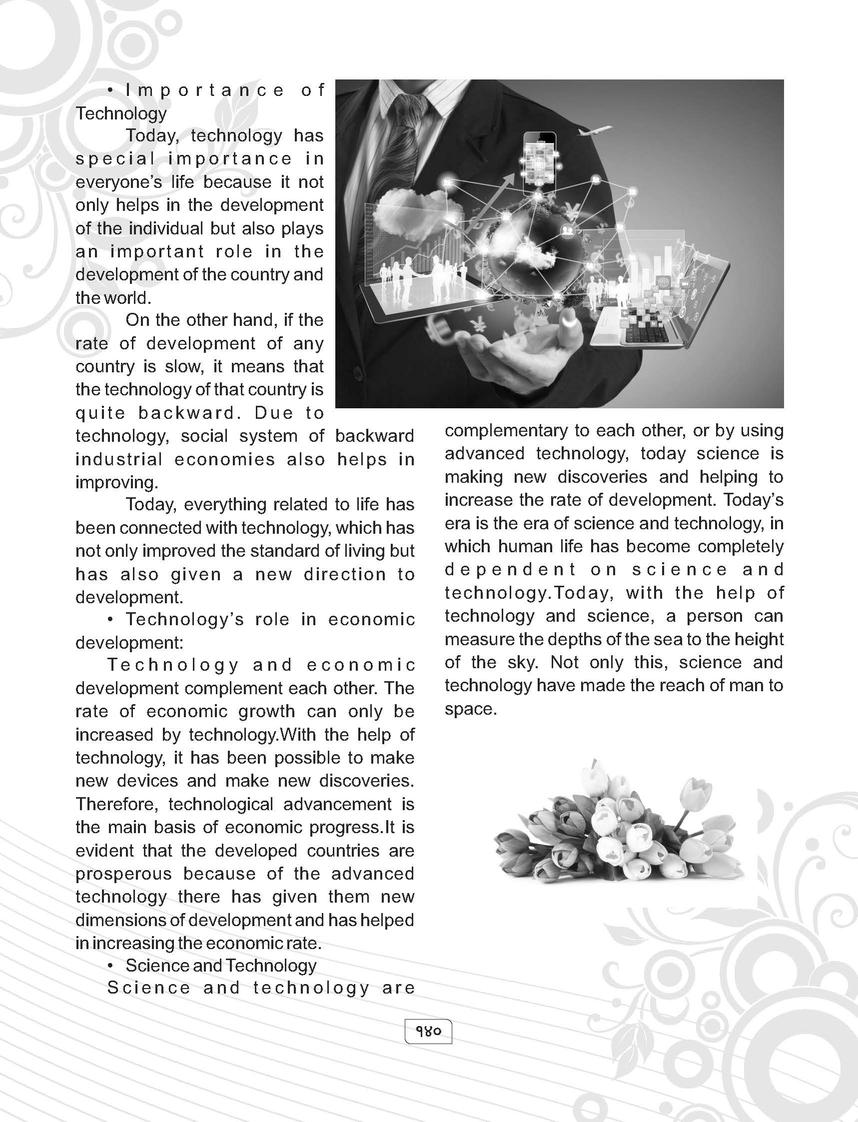 • Importance of
Technology
Today, technology has
special importance in
everyone's life because it not
only helps in the development
of the individual but also plays
an important role in the
development of the country and
the world.
On the other hand, if the
rate of development of any
country is slow, it means that
the technology of that country is
quite backward. Due to
technology, social system of backward
industrial economies also helps in
improving.
Today, everything related to life has
been connected with technology, which has
not only improved the standard of living but
has also given a new direction to
development.
• Technology's role in economic
development:
Technology and economic
development complement each other. The
rate of economic growth can only be
increased by technology.With the help of
technology, it has been possible to make
new devices and make new discoveries.
Therefore, technological advancement is
the main basis of economic progress.It is
evident that the developed countries are
prosperous because of the advanced
technology there has given them new
dimensions of development and has helped
in increasing the economic rate.
• Science and Technology
Science and technology are
complementary to each other, or by using
advanced technology, today science is
making new discoveries and helping to
increase the rate of development. Today's
era is the era of science and technology, in
which human life has become completely
dependent on science and
technology.Today, with the help of
technology and science, a person can
measure the depths of the sea to the height
of the sky. Not only this, science and
technology have made the reach of man to
space.
१४०